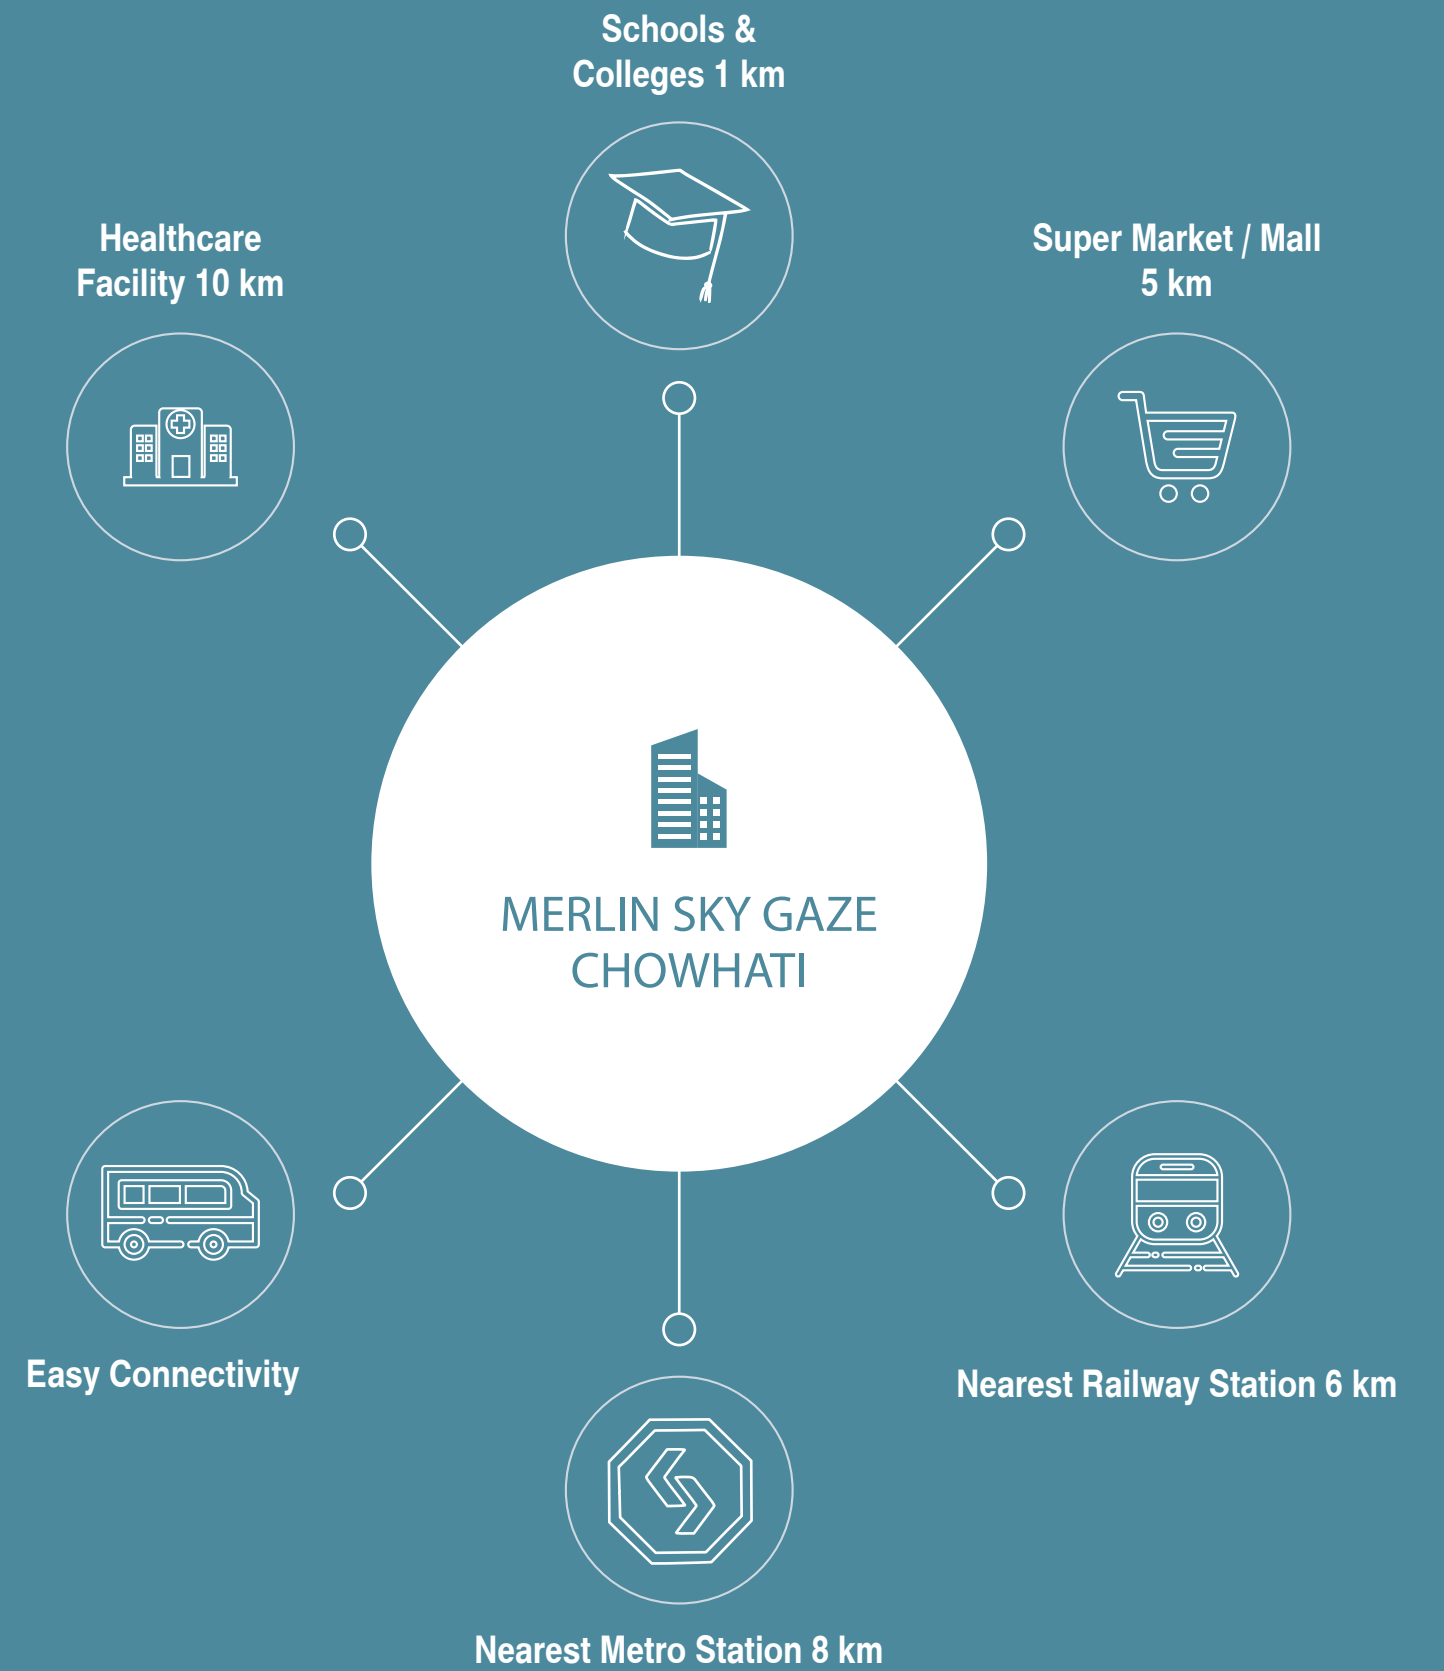 Schools &
Colleges 1 km
Healthcare
Facility 10 km
Super Market / Mall
5 km
MERLIN SKY GAZE
CHOWHATI
Easy Connectivity
Nearest Railway Station 6 km
Nearest Metro Station 8 km